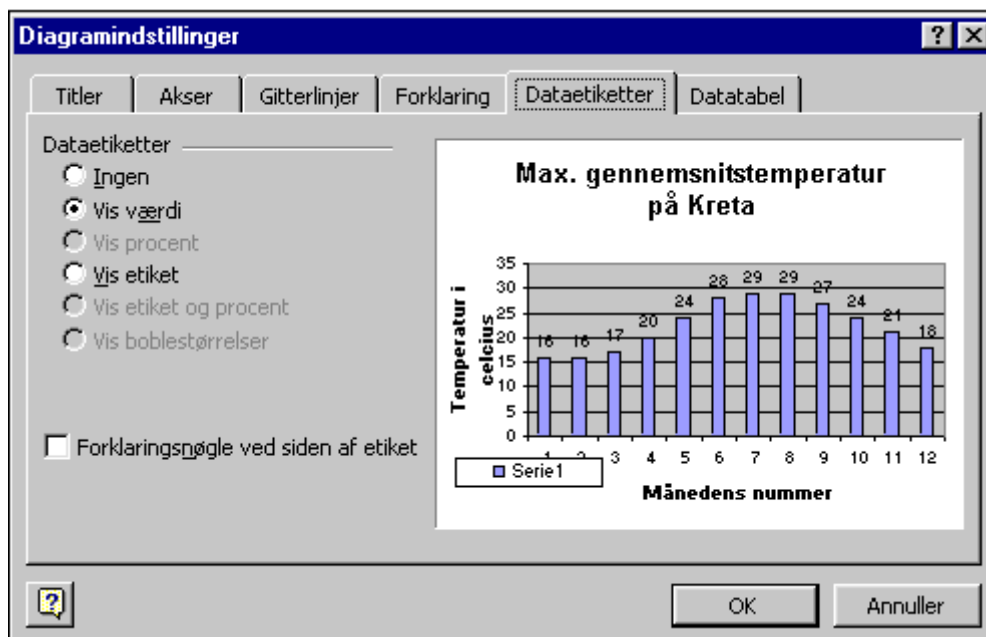 Diagramindstillinger
Titler Akser Gitterlinjer Forklaring Dataetiketter Datatabel
Dataetiketter
Ingen
Vis værdi
Vis procent
Vis etiket
Vis etiket og procent
Vis boblestørrelser
Forklaringsnøgle ved siden af etiket
Max. gennemsnitstemperatur
på Kreta
Temperatur i
celcius
35
30
25
20
15
10
5
0
16 16 17 20 24 28 29 29 27 24 21 18
1 2 3 4 5 6 7 8 9 10 11 12
Serie1
Månedens nummer
OK Annuller